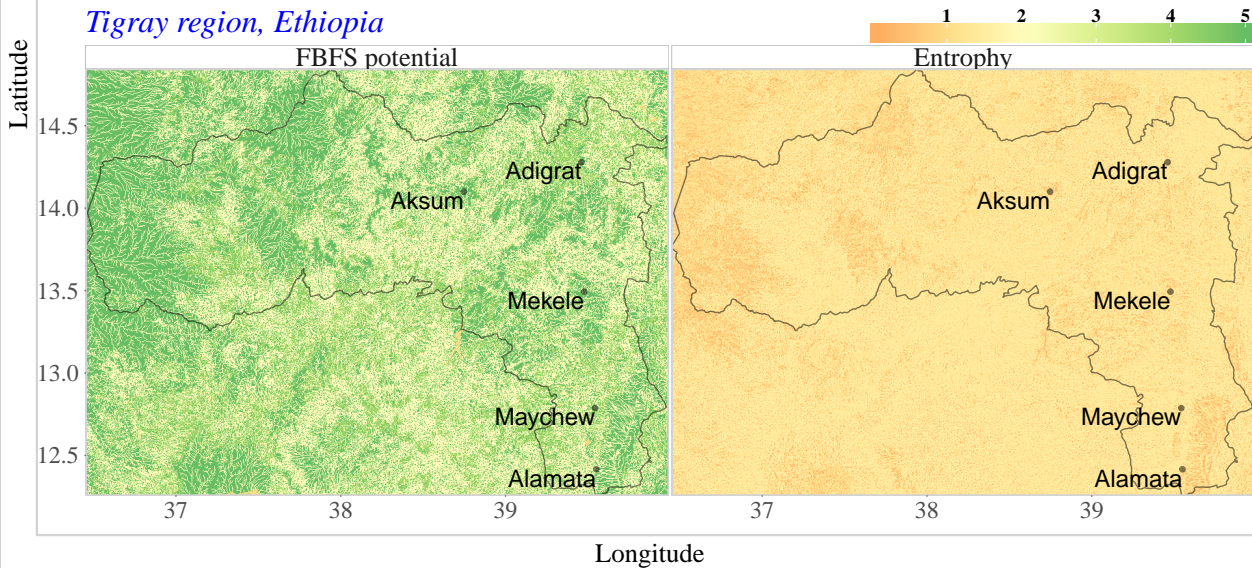 Tigray region, Ethiopia
1 2 3 4 5
FBFS potential
Entrophy
Latitude
14.5
14.0
13.5
13.0
12.5
Adigrat
Aksum
Mekele
Maychew
Alamata
Adigrat
Aksum
Mekele
Maychew
Alamata
37 38 39
37 38 39
Longitude